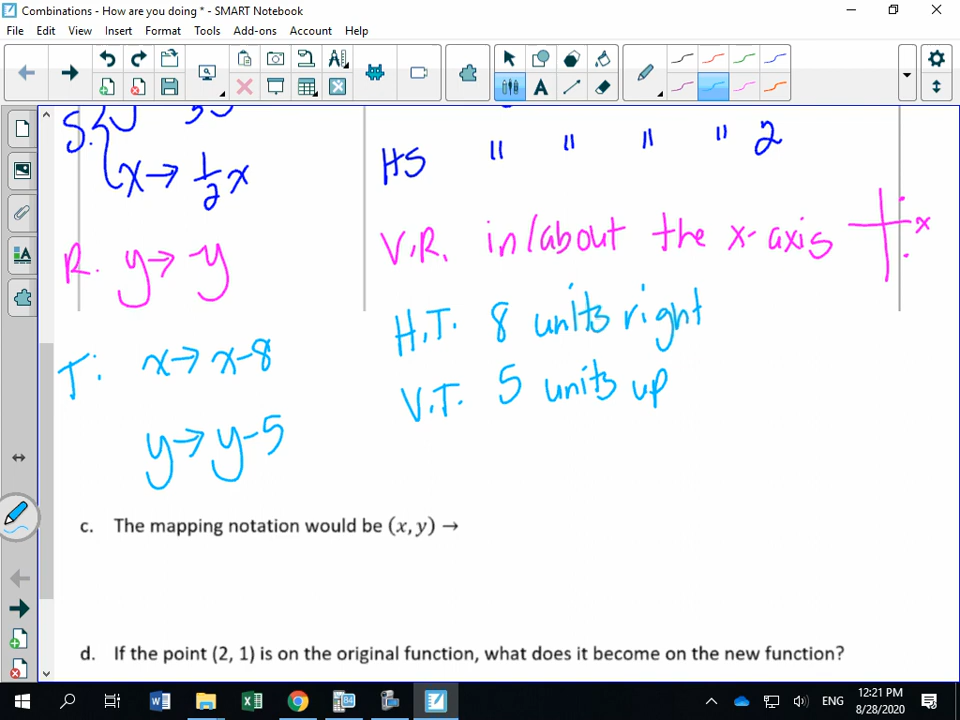 Combinations - How are you doing * - SMART Notebook
File Edit View Insert Format Tools Add-ons Account Help
S.
x → 1/2 x
HS " " " " 2
R. y → -y
V.R. in/about the x-axis
x
T: x → x-8
H.T. 8 units right
y → y-5
V.T. 5 units up
c. The mapping notation would be (x, y) →
d. If the point (2, 1) is on the original function, what does it become on the new function?
ENG
12:21 PM
8/28/2020